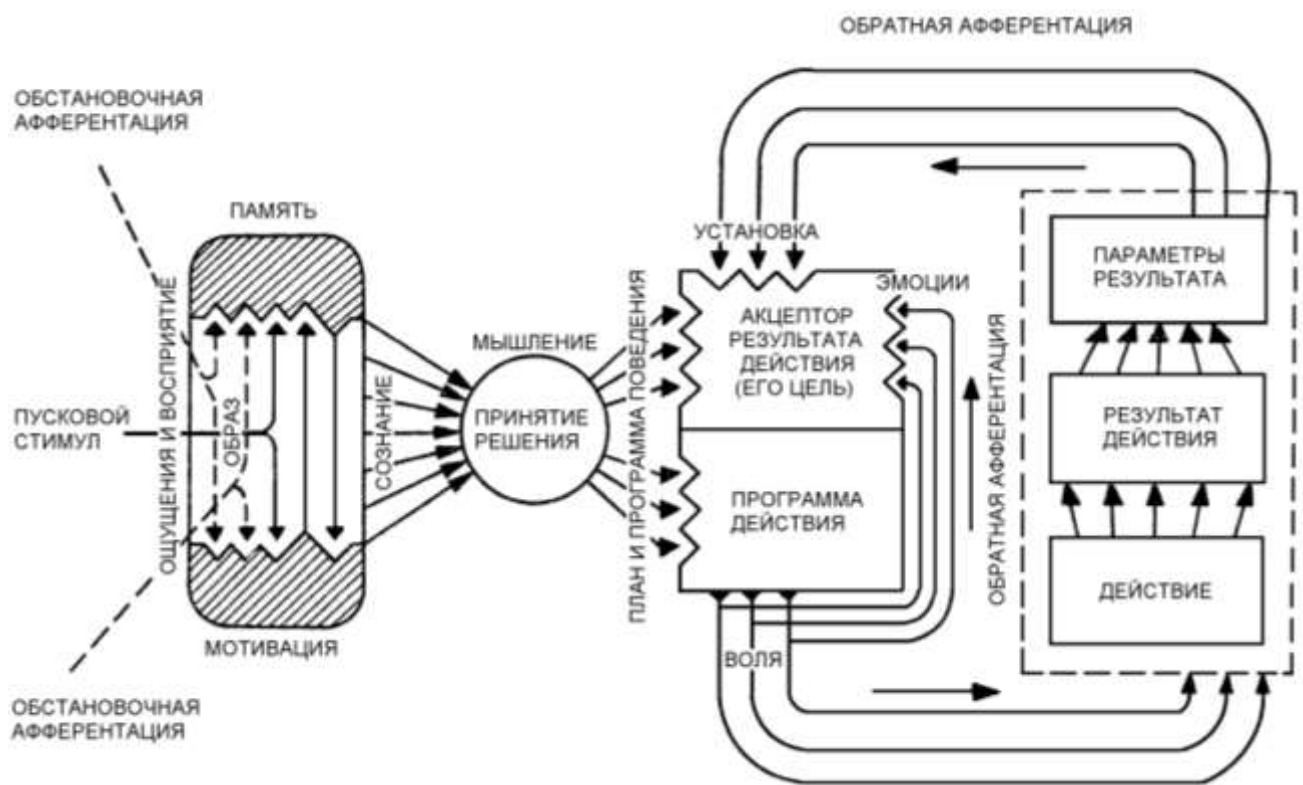 ОБРАТНАЯ АФФЕРЕНТАЦИЯ
ОБСТАНОВОЧНАЯ
АФФЕРЕНТАЦИЯ
ПАМЯТЬ
ОЩУЩЕНИЯ И ВОСПРИЯТИЕ
ПУСКОВОЙ
СТИМУЛ
ОБРАЗ
СОЗНАНИЕ
МОТИВАЦИЯ
ОБСТАНОВОЧНАЯ
АФФЕРЕНТАЦИЯ
МЫШЛЕНИЕ
ПРИНЯТИЕ
РЕШЕНИЯ
ПЛАН И ПРОГРАММА ПОВЕДЕНИЯ
УСТАНОВКА
ЭМОЦИИ
АКЦЕПТОР
РЕЗУЛЬТАТА
ДЕЙСТВИЯ
(ЕГО ЦЕЛЬ)
ПРОГРАММА
ДЕЙСТВИЯ
ВОЛЯ
ОБРАТНАЯ АФФЕРЕНТАЦИЯ
ПАРАМЕТРЫ
РЕЗУЛЬТАТА
РЕЗУЛЬТАТ
ДЕЙСТВИЯ
ДЕЙСТВИЕ